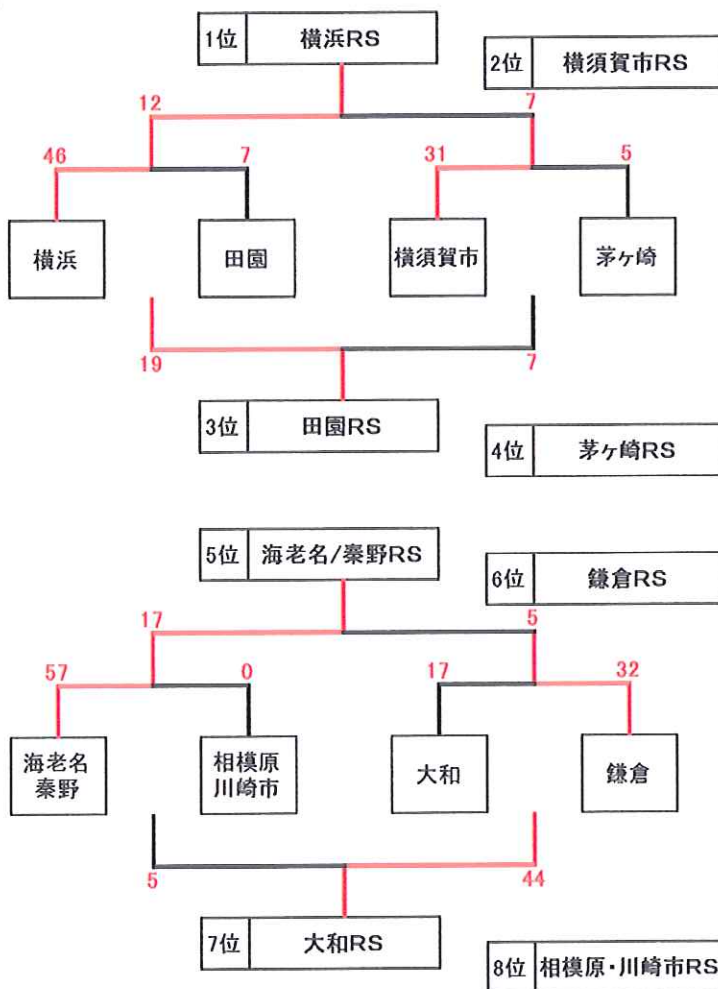 1位 横浜RS
2位 横須賀市RS
12 7
46 7 31 5
横浜 田園 横須賀市 茅ヶ崎
19 7
3位 田園RS
4位 茅ヶ崎RS
5位 海老名/秦野RS
6位 鎌倉RS
17 5
57 0 17 32
海老名
秦野
相模原
川崎市
大和
鎌倉
5 44
7位 大和RS
8位 相模原・川崎市RS